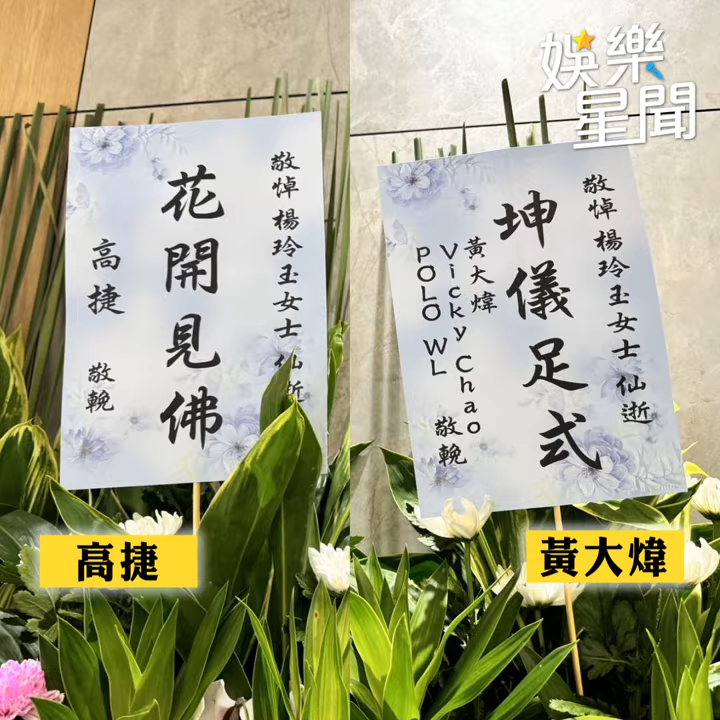 娛樂
星聞
敬悼 楊玲玉女士 仙逝
花開見佛
高捷 敬輓
敬悼 楊玲玉女士 仙逝
坤儀足式
黃大煒
Vicky Chao
POLO WL
敬輓
高捷
黃大煒